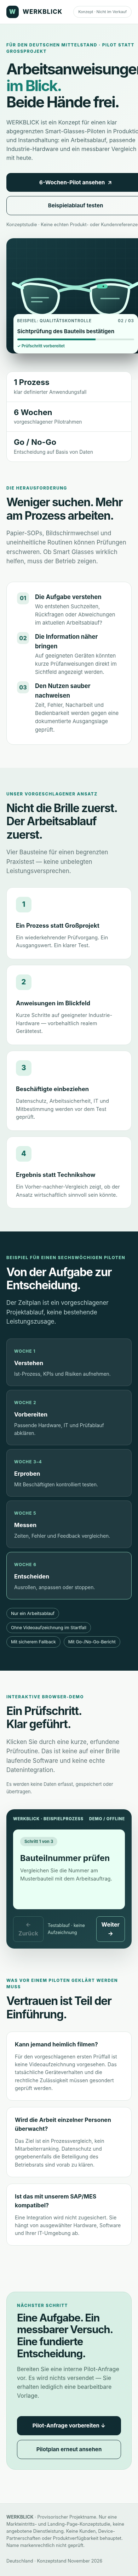 W WERKBLICK
Konzept · Nicht im Verkauf
FÜR DEN DEUTSCHEN MITTELSTAND · PILOT STATT
GROSSPROJEKT
Arbeitsanweisungen
im Blick.
Beide Hände frei.
WERKBLICK ist ein Konzept für einen klar
abgegrenzten Smart-Glasses-Piloten in Produktion
und Instandhaltung: ein Arbeitsablauf, passende
Industrie-Hardware und ein messbarer Vergleich
mit heute.
6-Wochen-Pilot ansehen ↗
Beispielablauf testen
Konzeptstudie · Keine echten Produkt- oder Kundenreferenzen
BEISPIEL: QUALITÄTSKONTROLLE 02 / 03
Sichtprüfung des Bauteils bestätigen
✓ Prüfschritt vorbereitet
1 Prozess
klar definierter Anwendungsfall
6 Wochen
vorgeschlagener Pilotrahmen
Go / No-Go
Entscheidung auf Basis von Daten
DIE HERAUSFORDERUNG
Weniger suchen. Mehr
am Prozess arbeiten.
Papier-SOPs, Bildschirmwechsel und
uneinheitliche Routinen können Prüfungen
erschweren. Ob Smart Glasses wirklich
helfen, muss der Betrieb zeigen.
01 Die Aufgabe verstehen
Wo entstehen Suchzeiten,
Rückfragen oder Abweichungen
im aktuellen Arbeitsablauf?
02 Die Information näher
bringen
Auf geeigneten Geräten könnten
kurze Prüfanweisungen direkt im
Sichtfeld angezeigt werden.
03 Den Nutzen sauber
nachweisen
Zeit, Fehler, Nacharbeit und
Bedienbarkeit werden gegen eine
dokumentierte Ausgangslage
geprüft.
UNSER VORGESCHLAGENER ANSATZ
Nicht die Brille zuerst.
Der Arbeitsablauf
zuerst.
Vier Bausteine für einen begrenzten
Praxistest — keine unbelegten
Leistungsversprechen.
1
Ein Prozess statt Großprojekt
Ein wiederkehrender Prüfvorgang. Ein
Ausgangswert. Ein klarer Test.
2
Anweisungen im Blickfeld
Kurze Schritte auf geeigneter Industrie-
Hardware — vorbehaltlich realem
Gerätetest.
3
Beschäftigte einbeziehen
Datenschutz, Arbeitssicherheit, IT und
Mitbestimmung werden vor dem Test
geprüft.
4
Ergebnis statt Technikshow
Ein Vorher-nachher-Vergleich zeigt, ob der
Ansatz wirtschaftlich sinnvoll sein könnte.
BEISPIEL FÜR EINEN SECHSWÖCHIGEN PILOTEN
Von der Aufgabe zur
Entscheidung.
Der Zeitplan ist ein vorgeschlagener
Projektablauf, keine bestehende
Leistungszusage.
WOCHE 1
Verstehen
Ist-Prozess, KPIs und Risiken aufnehmen.
WOCHE 2
Vorbereiten
Passende Hardware, IT und Prüfablauf
abklären.
WOCHE 3–4
Erproben
Mit Beschäftigten kontrolliert testen.
WOCHE 5
Messen
Zeiten, Fehler und Feedback vergleichen.
WOCHE 6
Entscheiden
Ausrollen, anpassen oder stoppen.
Nur ein Arbeitsablauf
Ohne Videoaufzeichnung im Startfall
Mit sicherem Fallback
Mit Go-/No-Go-Bericht
INTERAKTIVE BROWSER-DEMO
Ein Prüfschritt.
Klar geführt.
Klicken Sie durch eine kurze, erfundene
Prüfroutine. Das ist keine auf einer Brille
laufende Software und keine echte
Datenintegration.
Es werden keine Daten erfasst, gespeichert oder
übertragen.
WERKBLICK · BEISPIELPROZESS DEMO / OFFLINE
Schritt 1 von 3
Bauteilnummer prüfen
Vergleichen Sie die Nummer am
Musterbauteil mit dem Arbeitsauftrag.
←
Zurück
Testablauf · keine
Aufzeichnung
Weiter
→
WAS VOR EINEM PILOTEN GEKLÄRT WERDEN
MUSS
Vertrauen ist Teil der
Einführung.
Kann jemand heimlich filmen?
Für den vorgeschlagenen ersten Prüffall ist
keine Videoaufzeichnung vorgesehen. Das
tatsächliche Geräteverhalten und die
rechtliche Zulässigkeit müssen gesondert
geprüft werden.
Wird die Arbeit einzelner Personen
überwacht?
Das Ziel ist ein Prozessvergleich, kein
Mitarbeiterranking. Datenschutz und
gegebenenfalls die Beteiligung des
Betriebsrats sind vorab zu klären.
Ist das mit unserem SAP/MES
kompatibel?
Eine Integration wird nicht zugesichert. Sie
hängt von ausgewählter Hardware, Software
und Ihrer IT-Umgebung ab.
NÄCHSTER SCHRITT
Eine Aufgabe. Ein
messbarer Versuch.
Eine fundierte
Entscheidung.
Bereiten Sie eine interne Pilot-Anfrage
vor. Es wird nichts versendet — Sie
erhalten lediglich eine bearbeitbare
Vorlage.
Pilot-Anfrage vorbereiten ↓
Pilotplan erneut ansehen
WERKBLICK · Provisorischer Projektname. Nur eine
Markteintritts- und Landing-Page-Konzeptstudie, keine
angebotene Dienstleistung. Keine Kunden, Device-
Partnerschaften oder Produktverfügbarkeit behauptet.
Name markenrechtlich nicht geprüft.
Deutschland · Konzeptstand November 2026